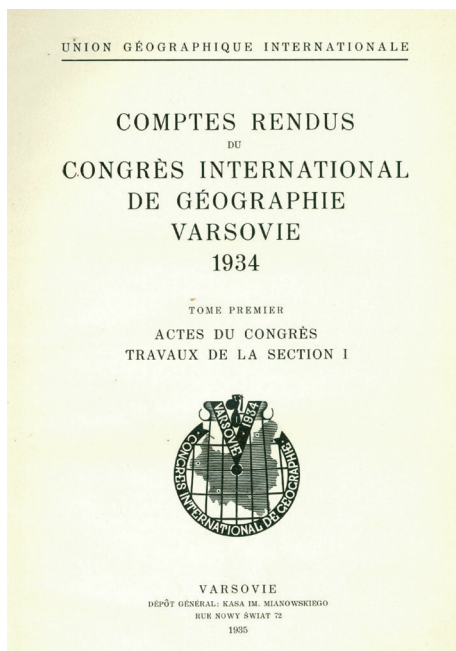 UNION GÉOGRAPHIQUE INTERNATIONALE
COMPTES RENDUS
DU
CONGRÈS INTERNATIONAL
DE GÉOGRAPHIE
VARSOVIE
1934
TOME PREMIER
ACTES DU CONGRÈS
TRAVAUX DE LA SECTION I
VARSOVIE · 1934
CONGRÈS INTERNATIONAL DE GÉOGRAPHIE
VARSOVIE
DÉPÔT GÉNÉRAL: KASA IM. MIANOWSKIEGO
RUE NOWY ŚWIAT 72
1935